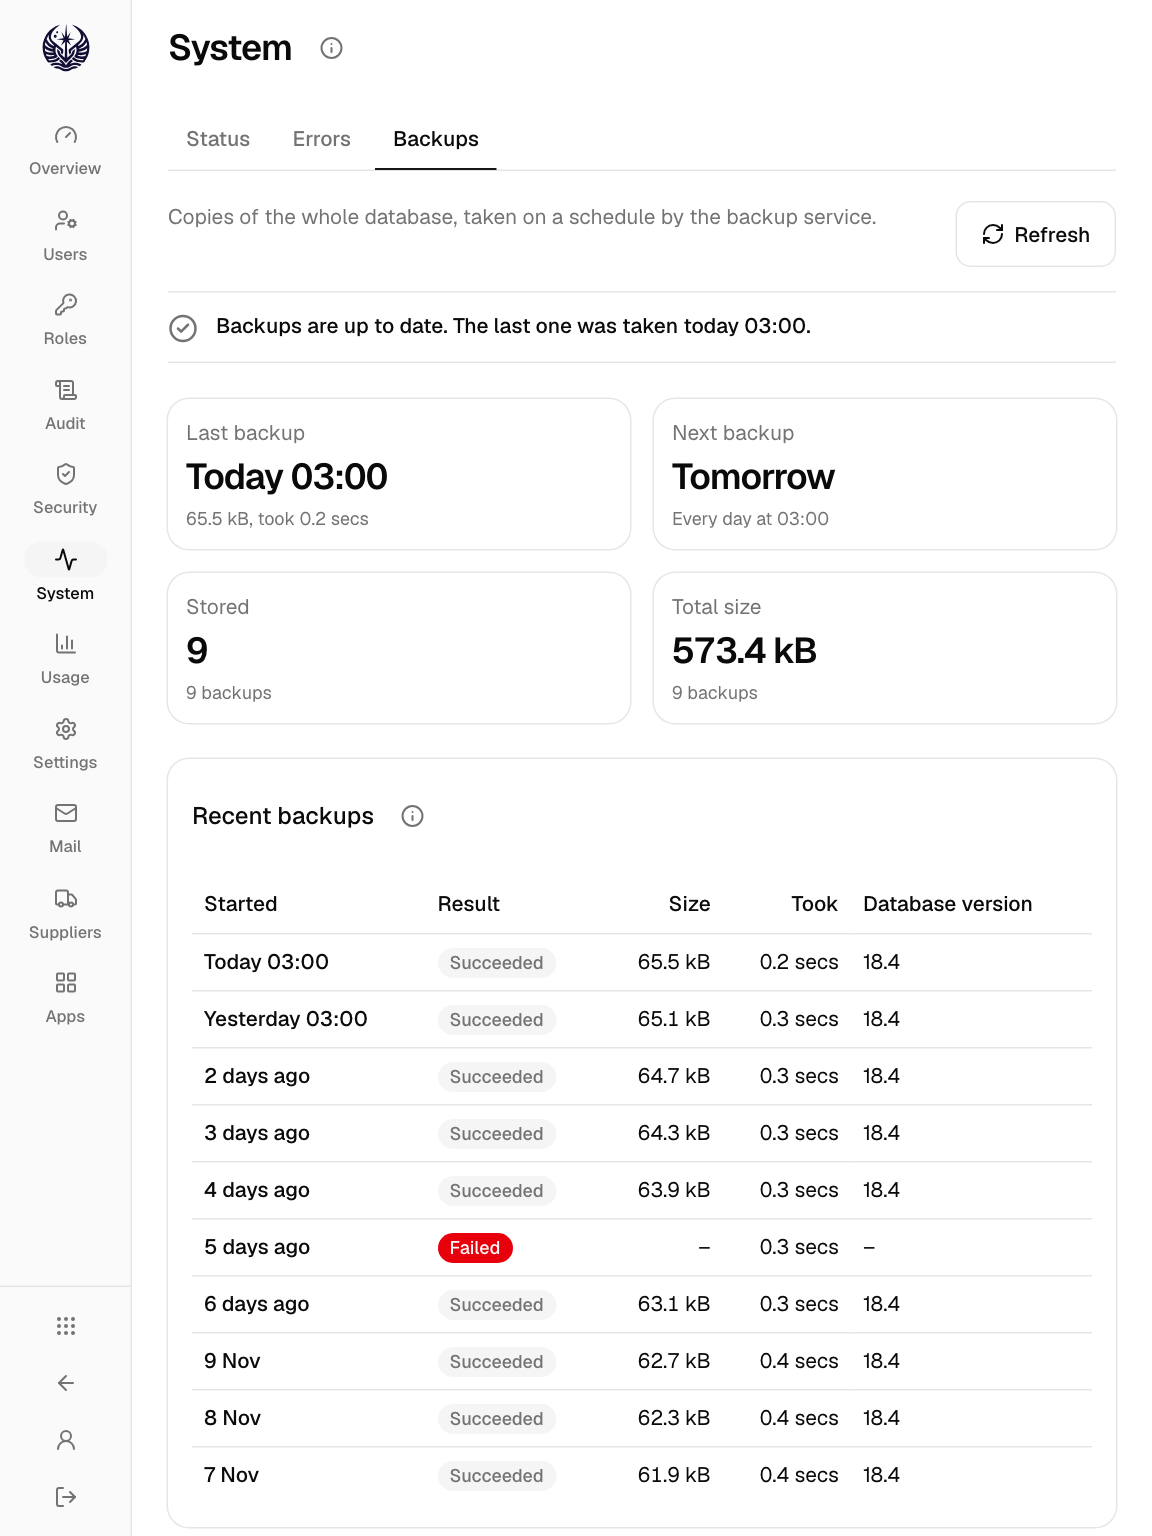 System
Status Errors Backups
Copies of the whole database, taken on a schedule by the backup service.
Refresh
Backups are up to date. The last one was taken today 03:00.
Last backup
Today 03:00
65.5 kB, took 0.2 secs
Next backup
Tomorrow
Every day at 03:00
Stored
9
9 backups
Total size
573.4 kB
9 backups
Recent backups
Started Result Size Took Database version
Today 03:00 Succeeded 65.5 kB 0.2 secs 18.4
Yesterday 03:00 Succeeded 65.1 kB 0.3 secs 18.4
2 days ago Succeeded 64.7 kB 0.3 secs 18.4
3 days ago Succeeded 64.3 kB 0.3 secs 18.4
4 days ago Succeeded 63.9 kB 0.3 secs 18.4
5 days ago Failed – 0.3 secs –
6 days ago Succeeded 63.1 kB 0.3 secs 18.4
9 Nov Succeeded 62.7 kB 0.4 secs 18.4
8 Nov Succeeded 62.3 kB 0.4 secs 18.4
7 Nov Succeeded 61.9 kB 0.4 secs 18.4
Overview
Users
Roles
Audit
Security
System
Usage
Settings
Mail
Suppliers
Apps